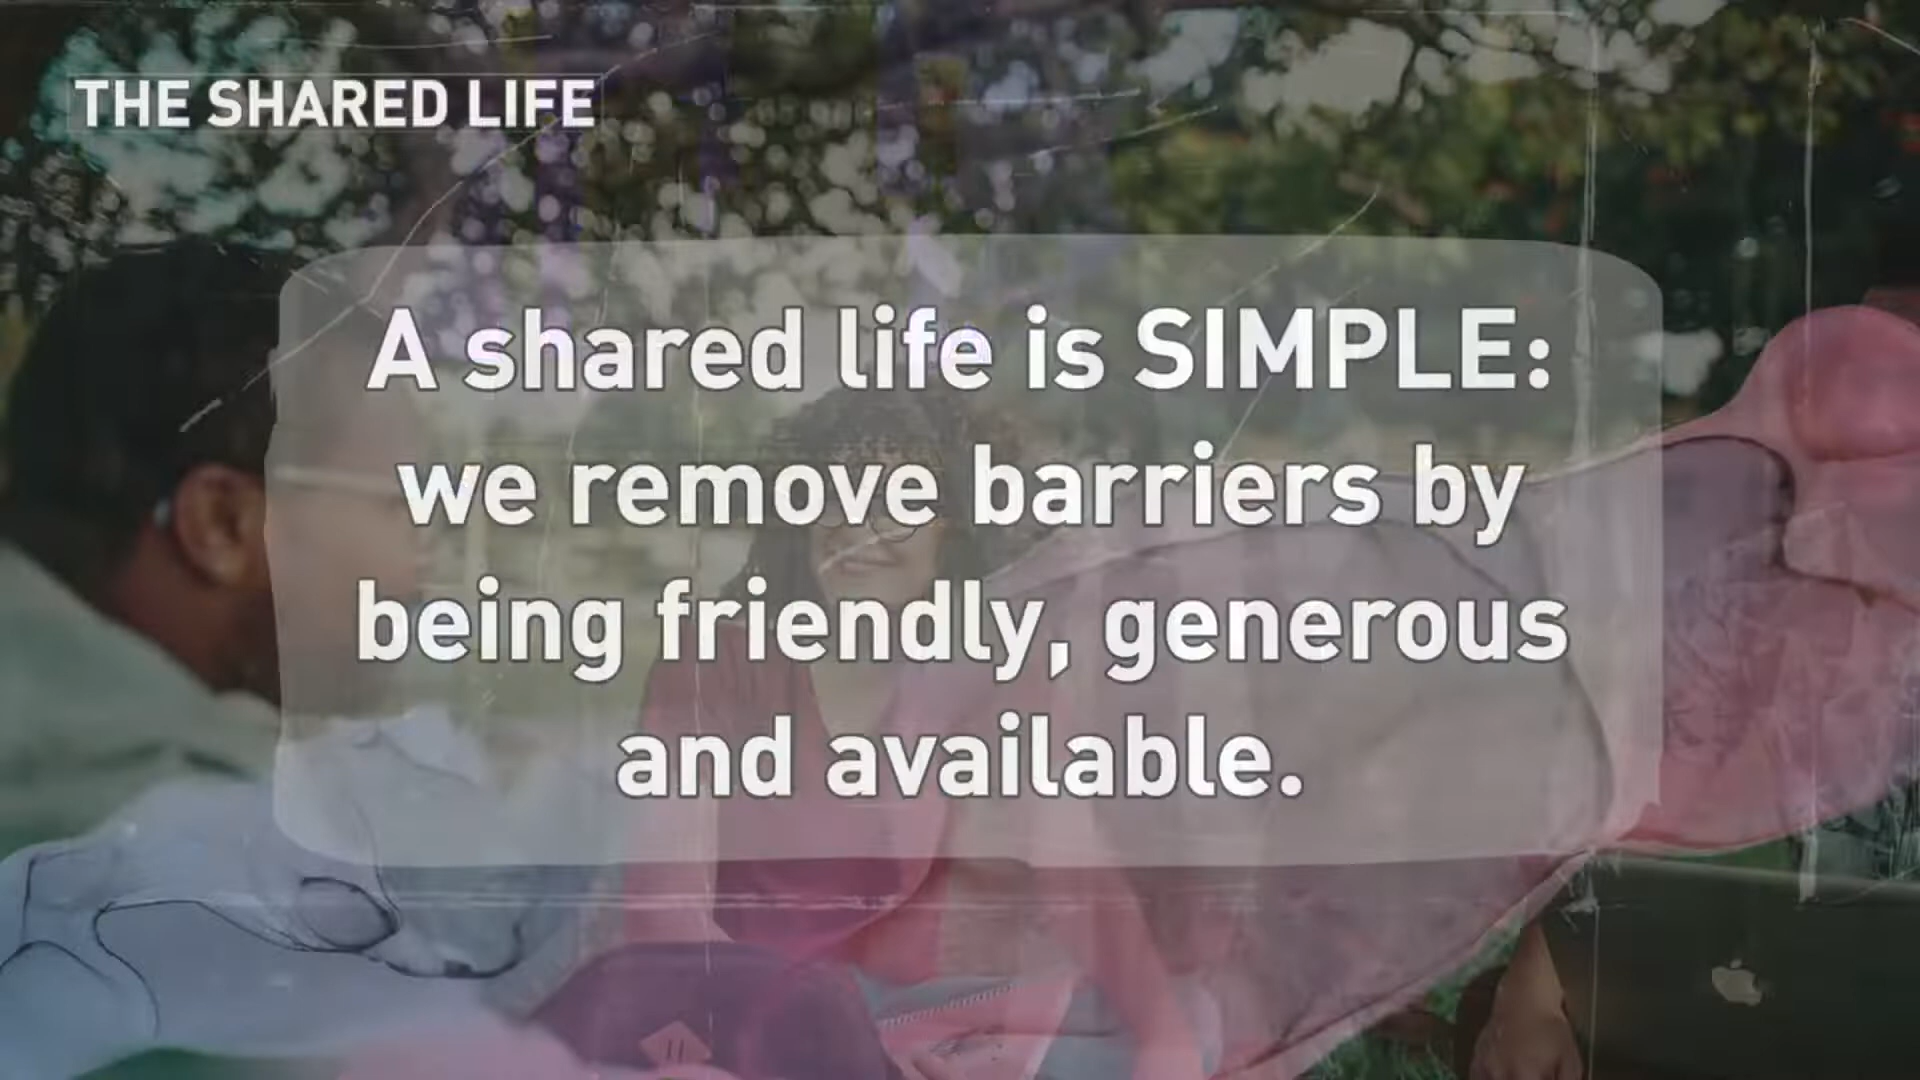 THE SHARED LIFE
A shared life is SIMPLE:
we remove barriers by
being friendly, generous
and available.